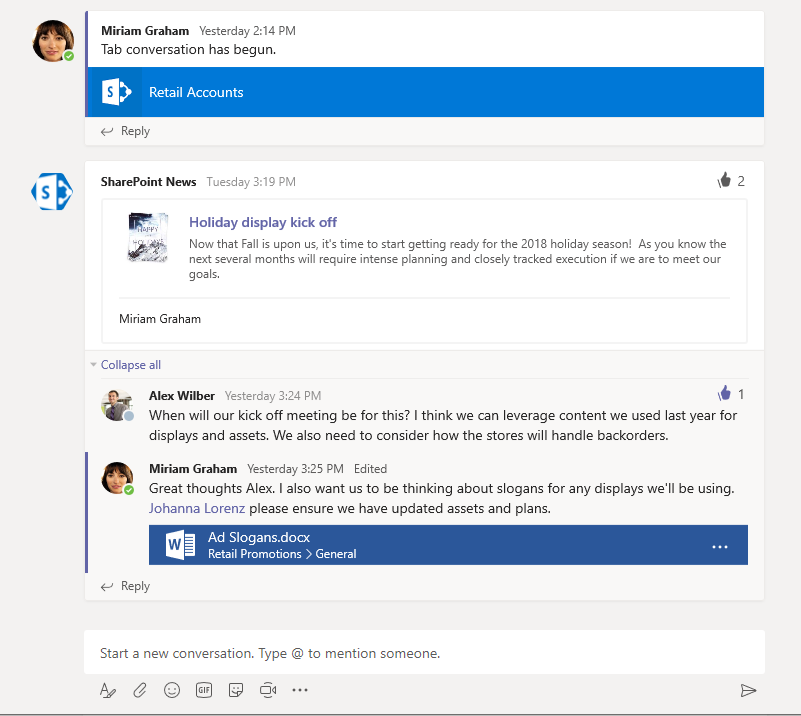 Miriam Graham Yesterday 2:14 PM
Tab conversation has begun.
S
Retail Accounts
Reply
S
SharePoint News Tuesday 3:19 PM
2
HAPPY
HOLIDAYS
Holiday display kick off
Now that Fall is upon us, it's time to start getting ready for the 2018 holiday season! As you know the
next several months will require intense planning and closely tracked execution if we are to meet our
goals.
Miriam Graham
Collapse all
Alex Wilber Yesterday 3:24 PM
1
When will our kick off meeting be for this? I think we can leverage content we used last year for
displays and assets. We also need to consider how the stores will handle backorders.
Miriam Graham Yesterday 3:25 PM Edited
Great thoughts Alex. I also want us to be thinking about slogans for any displays we'll be using.
Johanna Lorenz please ensure we have updated assets and plans.
W
Ad Slogans.docx
Retail Promotions > General
...
Reply
Start a new conversation. Type @ to mention someone.
GIF
...